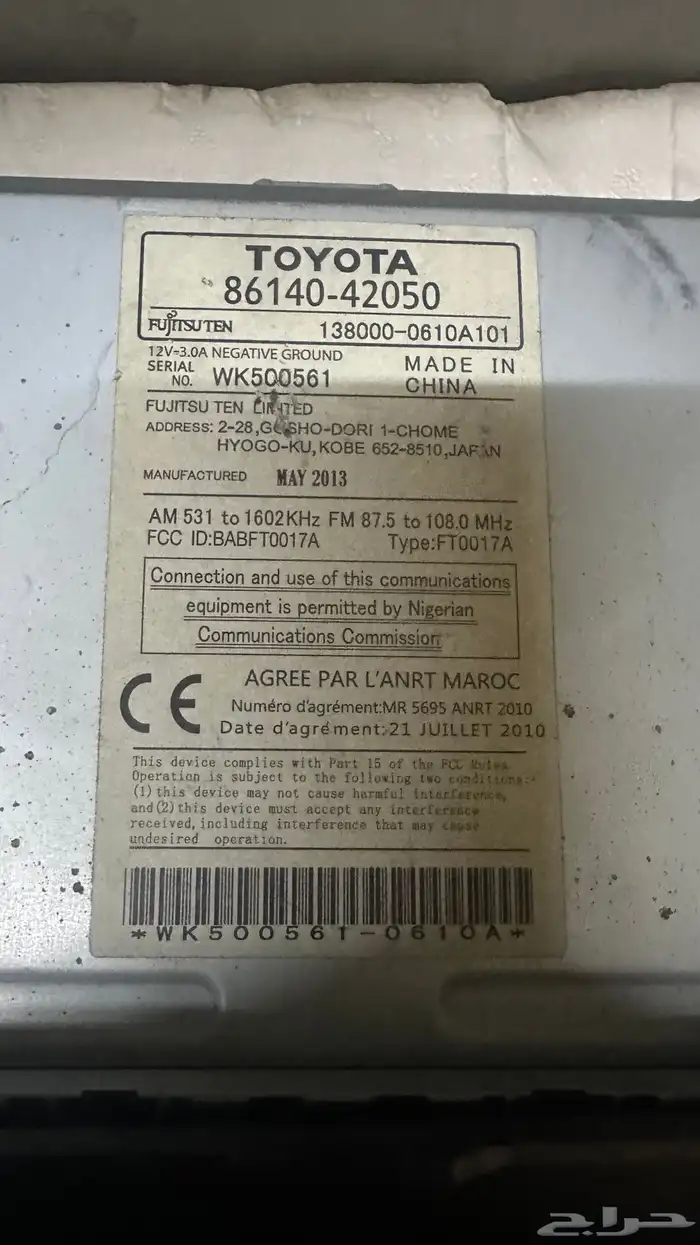 TOYOTA
86140-42050
FUJITSU TEN 138000-0610A101
12V⎓3.0A NEGATIVE GROUND
SERIAL NO. WK500561
MADE IN CHINA
FUJITSU TEN LIMITED
ADDRESS: 2-28,GOSHO-DORI 1-CHOME
HYOGO-KU,KOBE 652-8510,JAPAN
MANUFACTURED MAY 2013
AM 531 to 1602KHz FM 87.5 to 108.0 MHz
FCC ID:BABFT0017A Type:FT0017A
Connection and use of this communications
equipment is permitted by Nigerian
Communications Commission
CE
AGREE PAR L'ANRT MAROC
Numéro d'agrément:MR 5695 ANRT 2010
Date d'agrément:21 JUILLET 2010
This device complies with Part 15 of the FCC Rules
Operation is subject to the following two conditions:
(1) this device may not cause harmful interference,
and (2) this device must accept any interference
received, including interference that may cause
undesired operation.
*WK500561-0610A*
حراج